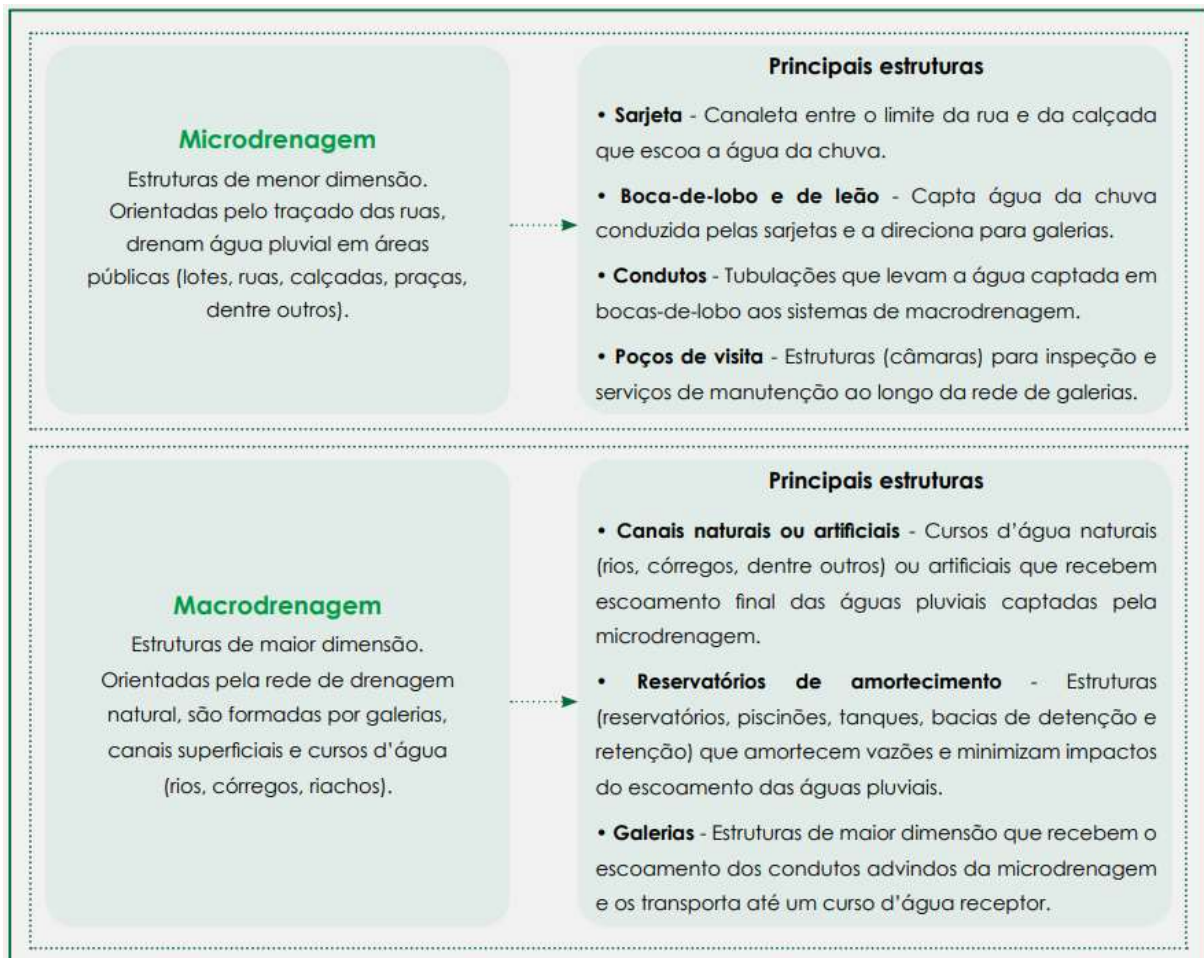 Microdrenagem
Estruturas de menor dimensão.
Orientadas pelo traçado das ruas,
drenam água pluvial em áreas
públicas (lotes, ruas, calçadas, praças,
dentre outros).
Principais estruturas
• Sarjeta - Canaleta entre o limite da rua e da calçada
que escoa a água da chuva.
• Boca-de-lobo e de leão - Capta água da chuva
conduzida pelas sarjetas e a direciona para galerias.
• Condutos - Tubulações que levam a água captada em
bocas-de-lobo aos sistemas de macrodrenagem.
• Poços de visita - Estruturas (câmaras) para inspeção e
serviços de manutenção ao longo da rede de galerias.
Macrodrenagem
Estruturas de maior dimensão.
Orientadas pela rede de drenagem
natural, são formadas por galerias,
canais superficiais e cursos d'água
(rios, córregos, riachos).
Principais estruturas
• Canais naturais ou artificiais - Cursos d'água naturais
(rios, córregos, dentre outros) ou artificiais que recebem
escoamento final das águas pluviais captadas pela
microdrenagem.
• Reservatórios de amortecimento - Estruturas
(reservatórios, piscinões, tanques, bacias de detenção e
retenção) que amortecem vazões e minimizam impactos
do escoamento das águas pluviais.
• Galerias - Estruturas de maior dimensão que recebem o
escoamento dos condutos advindos da microdrenagem
e os transporta até um curso d'água receptor.